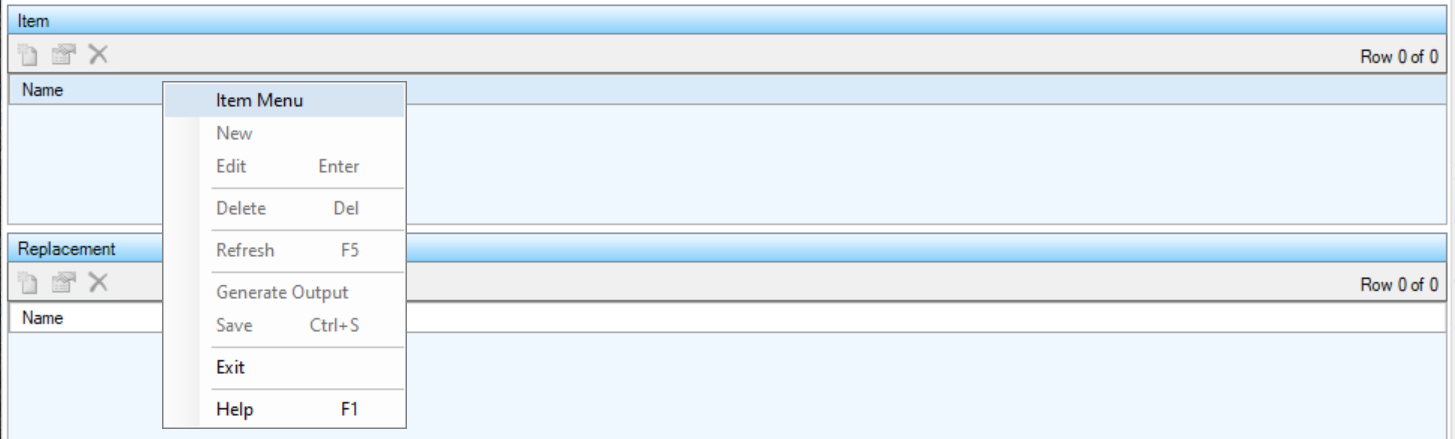 Item
Row 0 of 0
Name
Item Menu
New
Edit Enter
Delete Del
Refresh F5
Generate Output
Save Ctrl+S
Exit
Help F1
Replacement
Row 0 of 0
Name